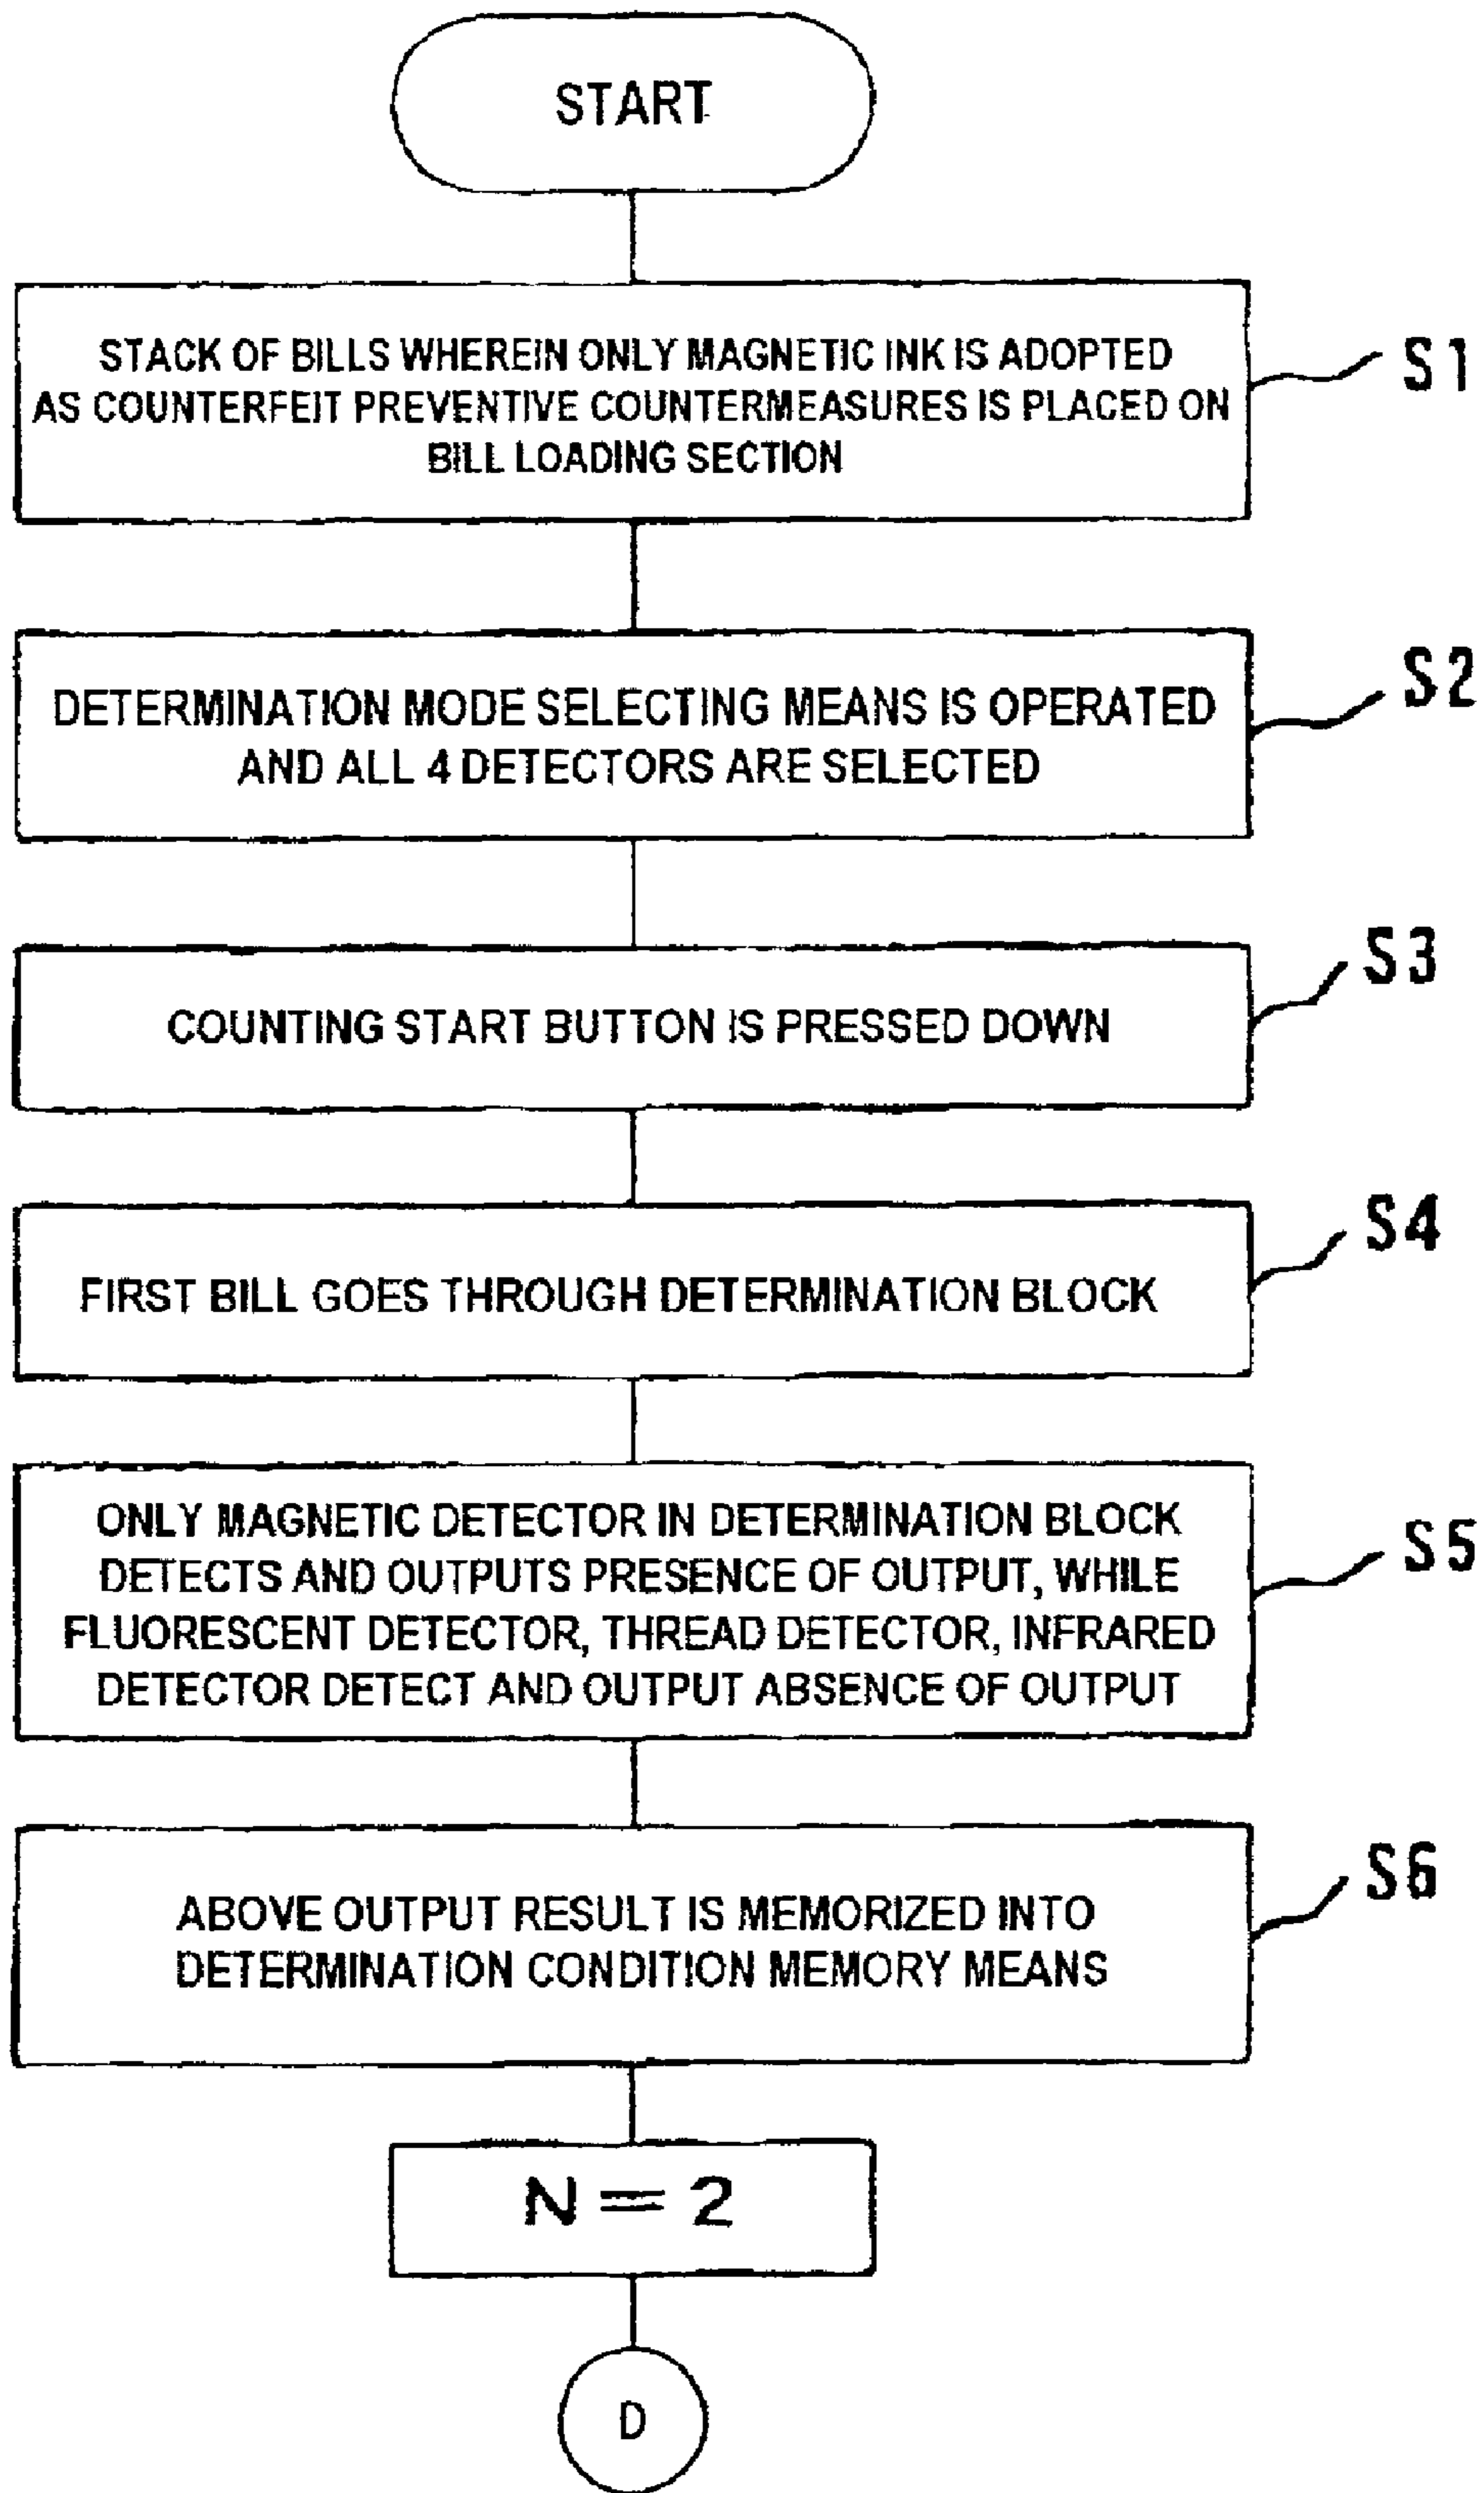 START
STACK OF BILLS WHEREIN ONLY MAGNETIC INK IS ADOPTED
AS COUNTERFEIT PREVENTIVE COUNTERMEASURES IS PLACED ON
BILL LOADING SECTION
S1
DETERMINATION MODE SELECTING MEANS IS OPERATED
AND ALL 4 DETECTORS ARE SELECTED
S2
COUNTING START BUTTON IS PRESSED DOWN
S3
FIRST BILL GOES THROUGH DETERMINATION BLOCK
S4
ONLY MAGNETIC DETECTOR IN DETERMINATION BLOCK
DETECTS AND OUTPUTS PRESENCE OF OUTPUT, WHILE
FLUORESCENT DETECTOR, THREAD DETECTOR, INFRARED
DETECTOR DETECT AND OUTPUT ABSENCE OF OUTPUT
S5
ABOVE OUTPUT RESULT IS MEMORIZED INTO
DETERMINATION CONDITION MEMORY MEANS
S6
N=2
D